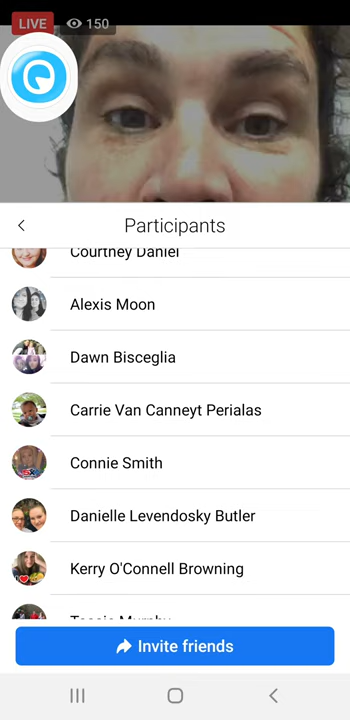 LIVE 150
Participants
Courtney Daniel
Alexis Moon
Dawn Bisceglia
Carrie Van Canneyt Perialas
Connie Smith
Danielle Levendosky Butler
Kerry O'Connell Browning
Invite friends